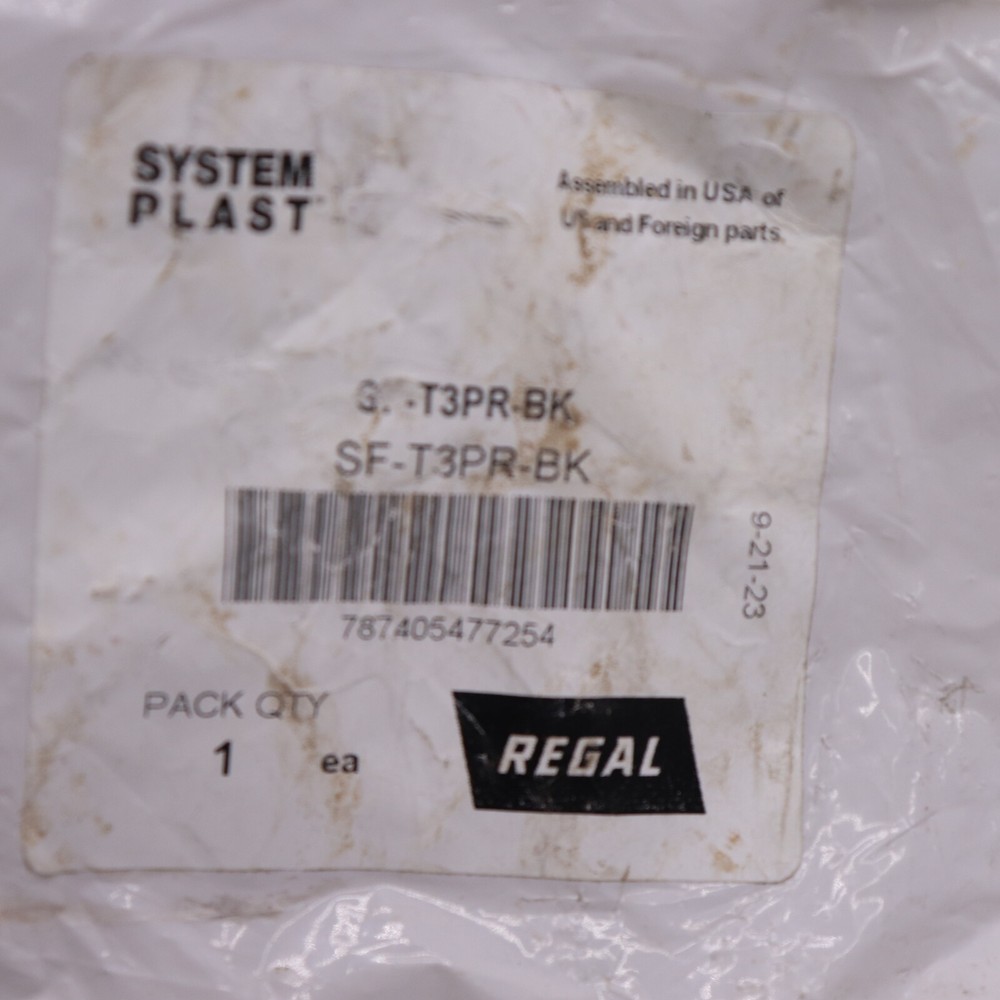 SYSTEM
PLAST
Assembled in USA of
US and Foreign parts.
-T3PR-BK
SF-T3PR-BK
787405477254
9-21-23
PACK QTY
1 ea
REGAL